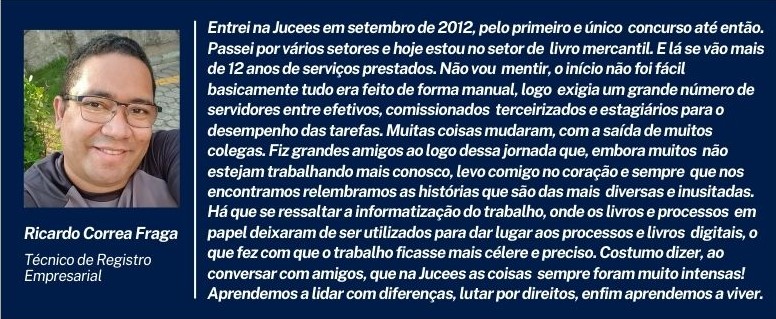 Entrei na Jucees em setembro de 2012, pelo primeiro e único concurso até então.
Passei por vários setores e hoje estou no setor de livro mercantil. E lá se vão mais
de 12 anos de serviços prestados. Não vou mentir, o início não foi fácil
basicamente tudo era feito de forma manual, logo exigia um grande número de
servidores entre efetivos, comissionados terceirizados e estagiários para o
desempenho das tarefas. Muitas coisas mudaram, com a saída de muitos
colegas. Fiz grandes amigos ao logo dessa jornada que, embora muitos não
estejam trabalhando mais conosco, levo comigo no coração e sempre que nos
encontramos relembramos as histórias que são das mais diversas e inusitadas.
Há que se ressaltar a informatização do trabalho, onde os livros e processos em
papel deixaram de ser utilizados para dar lugar aos processos e livros digitais, o
que fez com que o trabalho ficasse mais célere e preciso. Costumo dizer, ao
conversar com amigos, que na Jucees as coisas sempre foram muito intensas!
Aprendemos a lidar com diferenças, lutar por direitos, enfim aprendemos a viver.
Ricardo Correa Fraga
Técnico de Registro
Empresarial